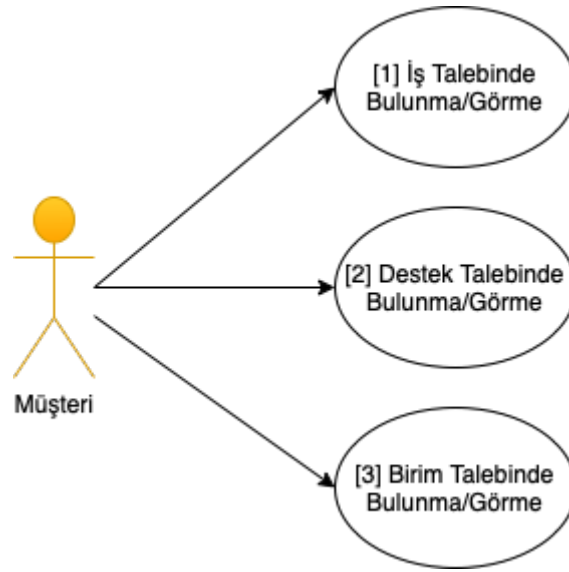 [1] İş Talebinde
Bulunma/Görme
[2] Destek Talebinde
Bulunma/Görme
Müşteri
[3] Birim Talebinde
Bulunma/Görme